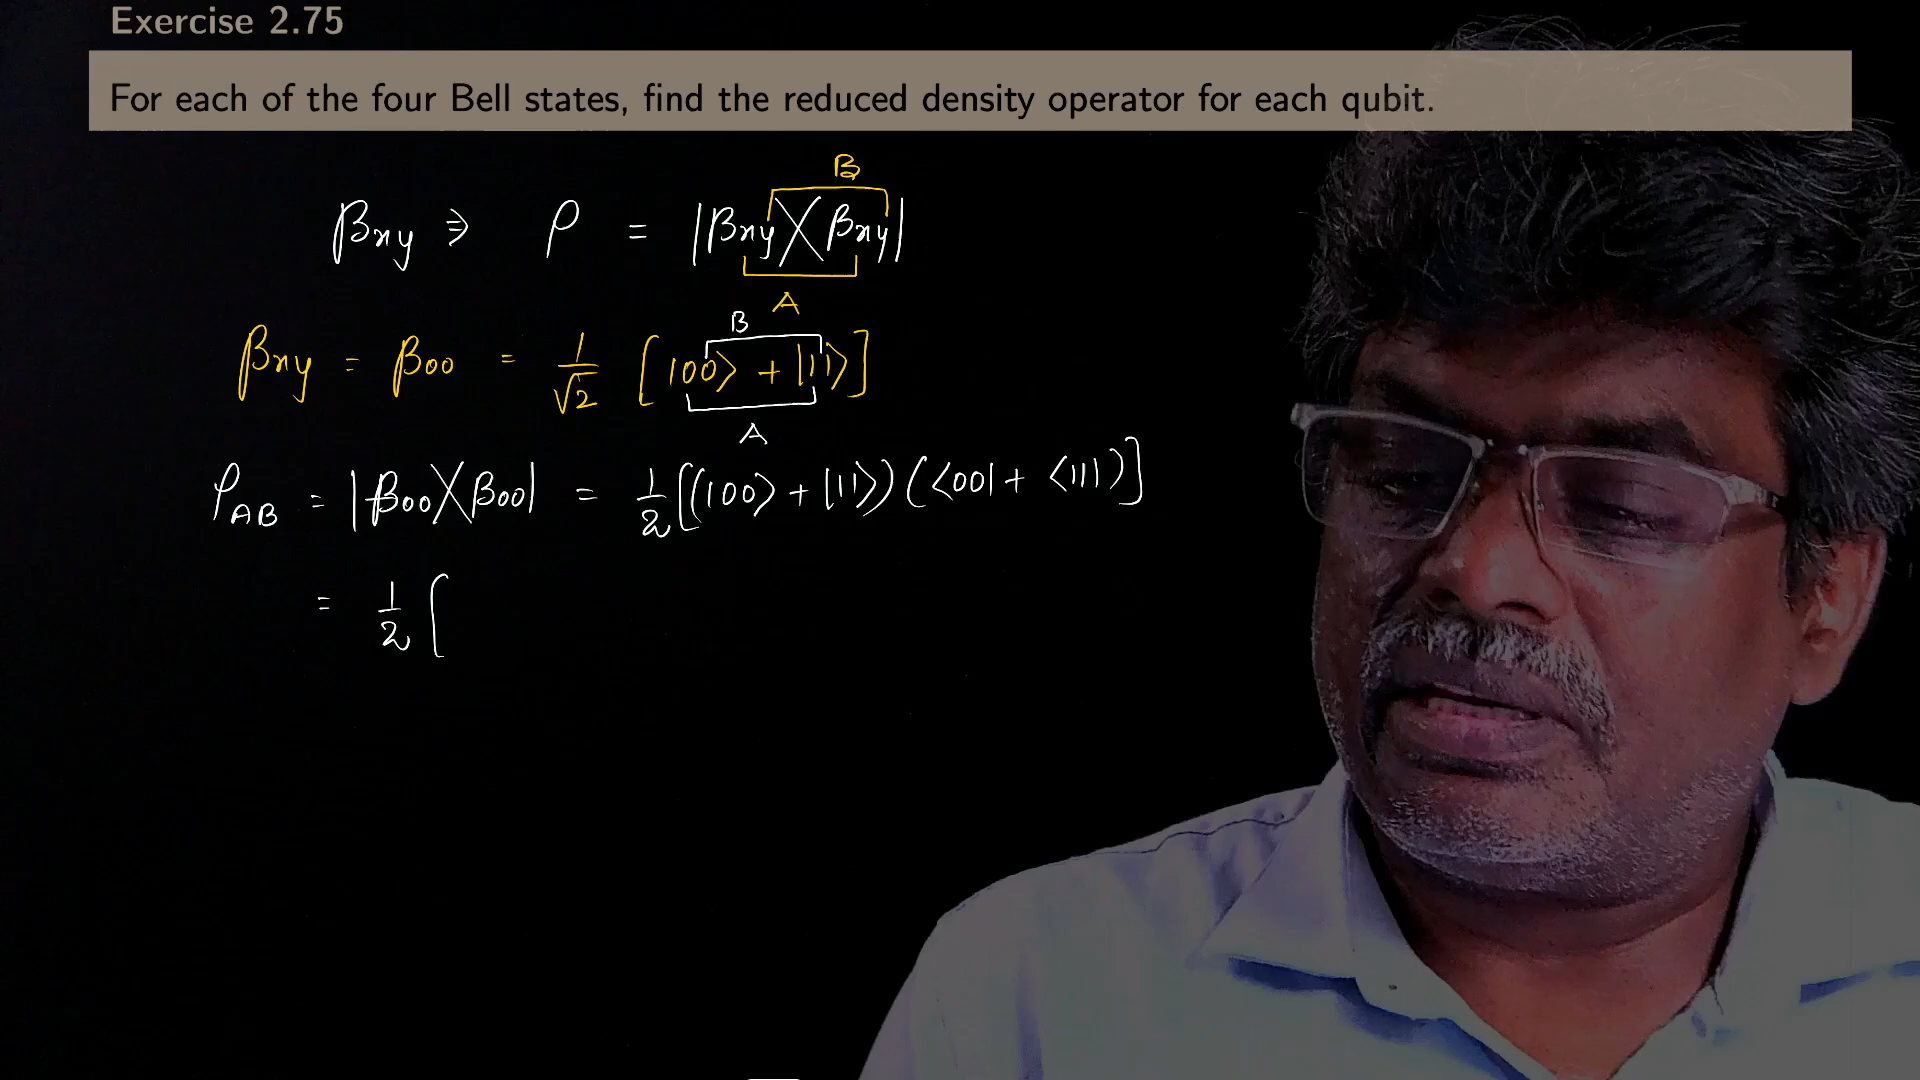 Exercise 2.75
For each of the four Bell states, find the reduced density operator for each qubit.
B
βxy ⇒ ρ = |βxy⟩⟨βxy|
A
B
βxy = β00 = 1/√2 [|00⟩ + |11⟩]
A
ρAB = |β00⟩⟨β00| = 1/2 [(|00⟩ + |11⟩) (⟨00| + ⟨11|)]
= 1/2 [